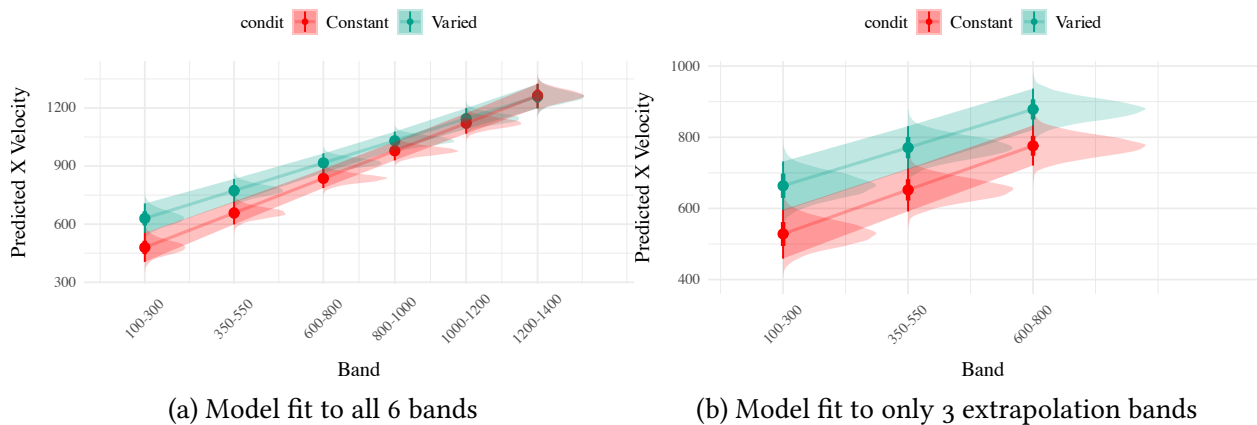 condit Constant Varied
Predicted X Velocity
1200
900
600
300
100-300
350-550
600-800
800-1000
1000-1200
1200-1400
Band
(a) Model fit to all 6 bands
condit Constant Varied
Predicted X Velocity
1000
800
600
400
100-300
350-550
600-800
Band
(b) Model fit to only 3 extrapolation bands